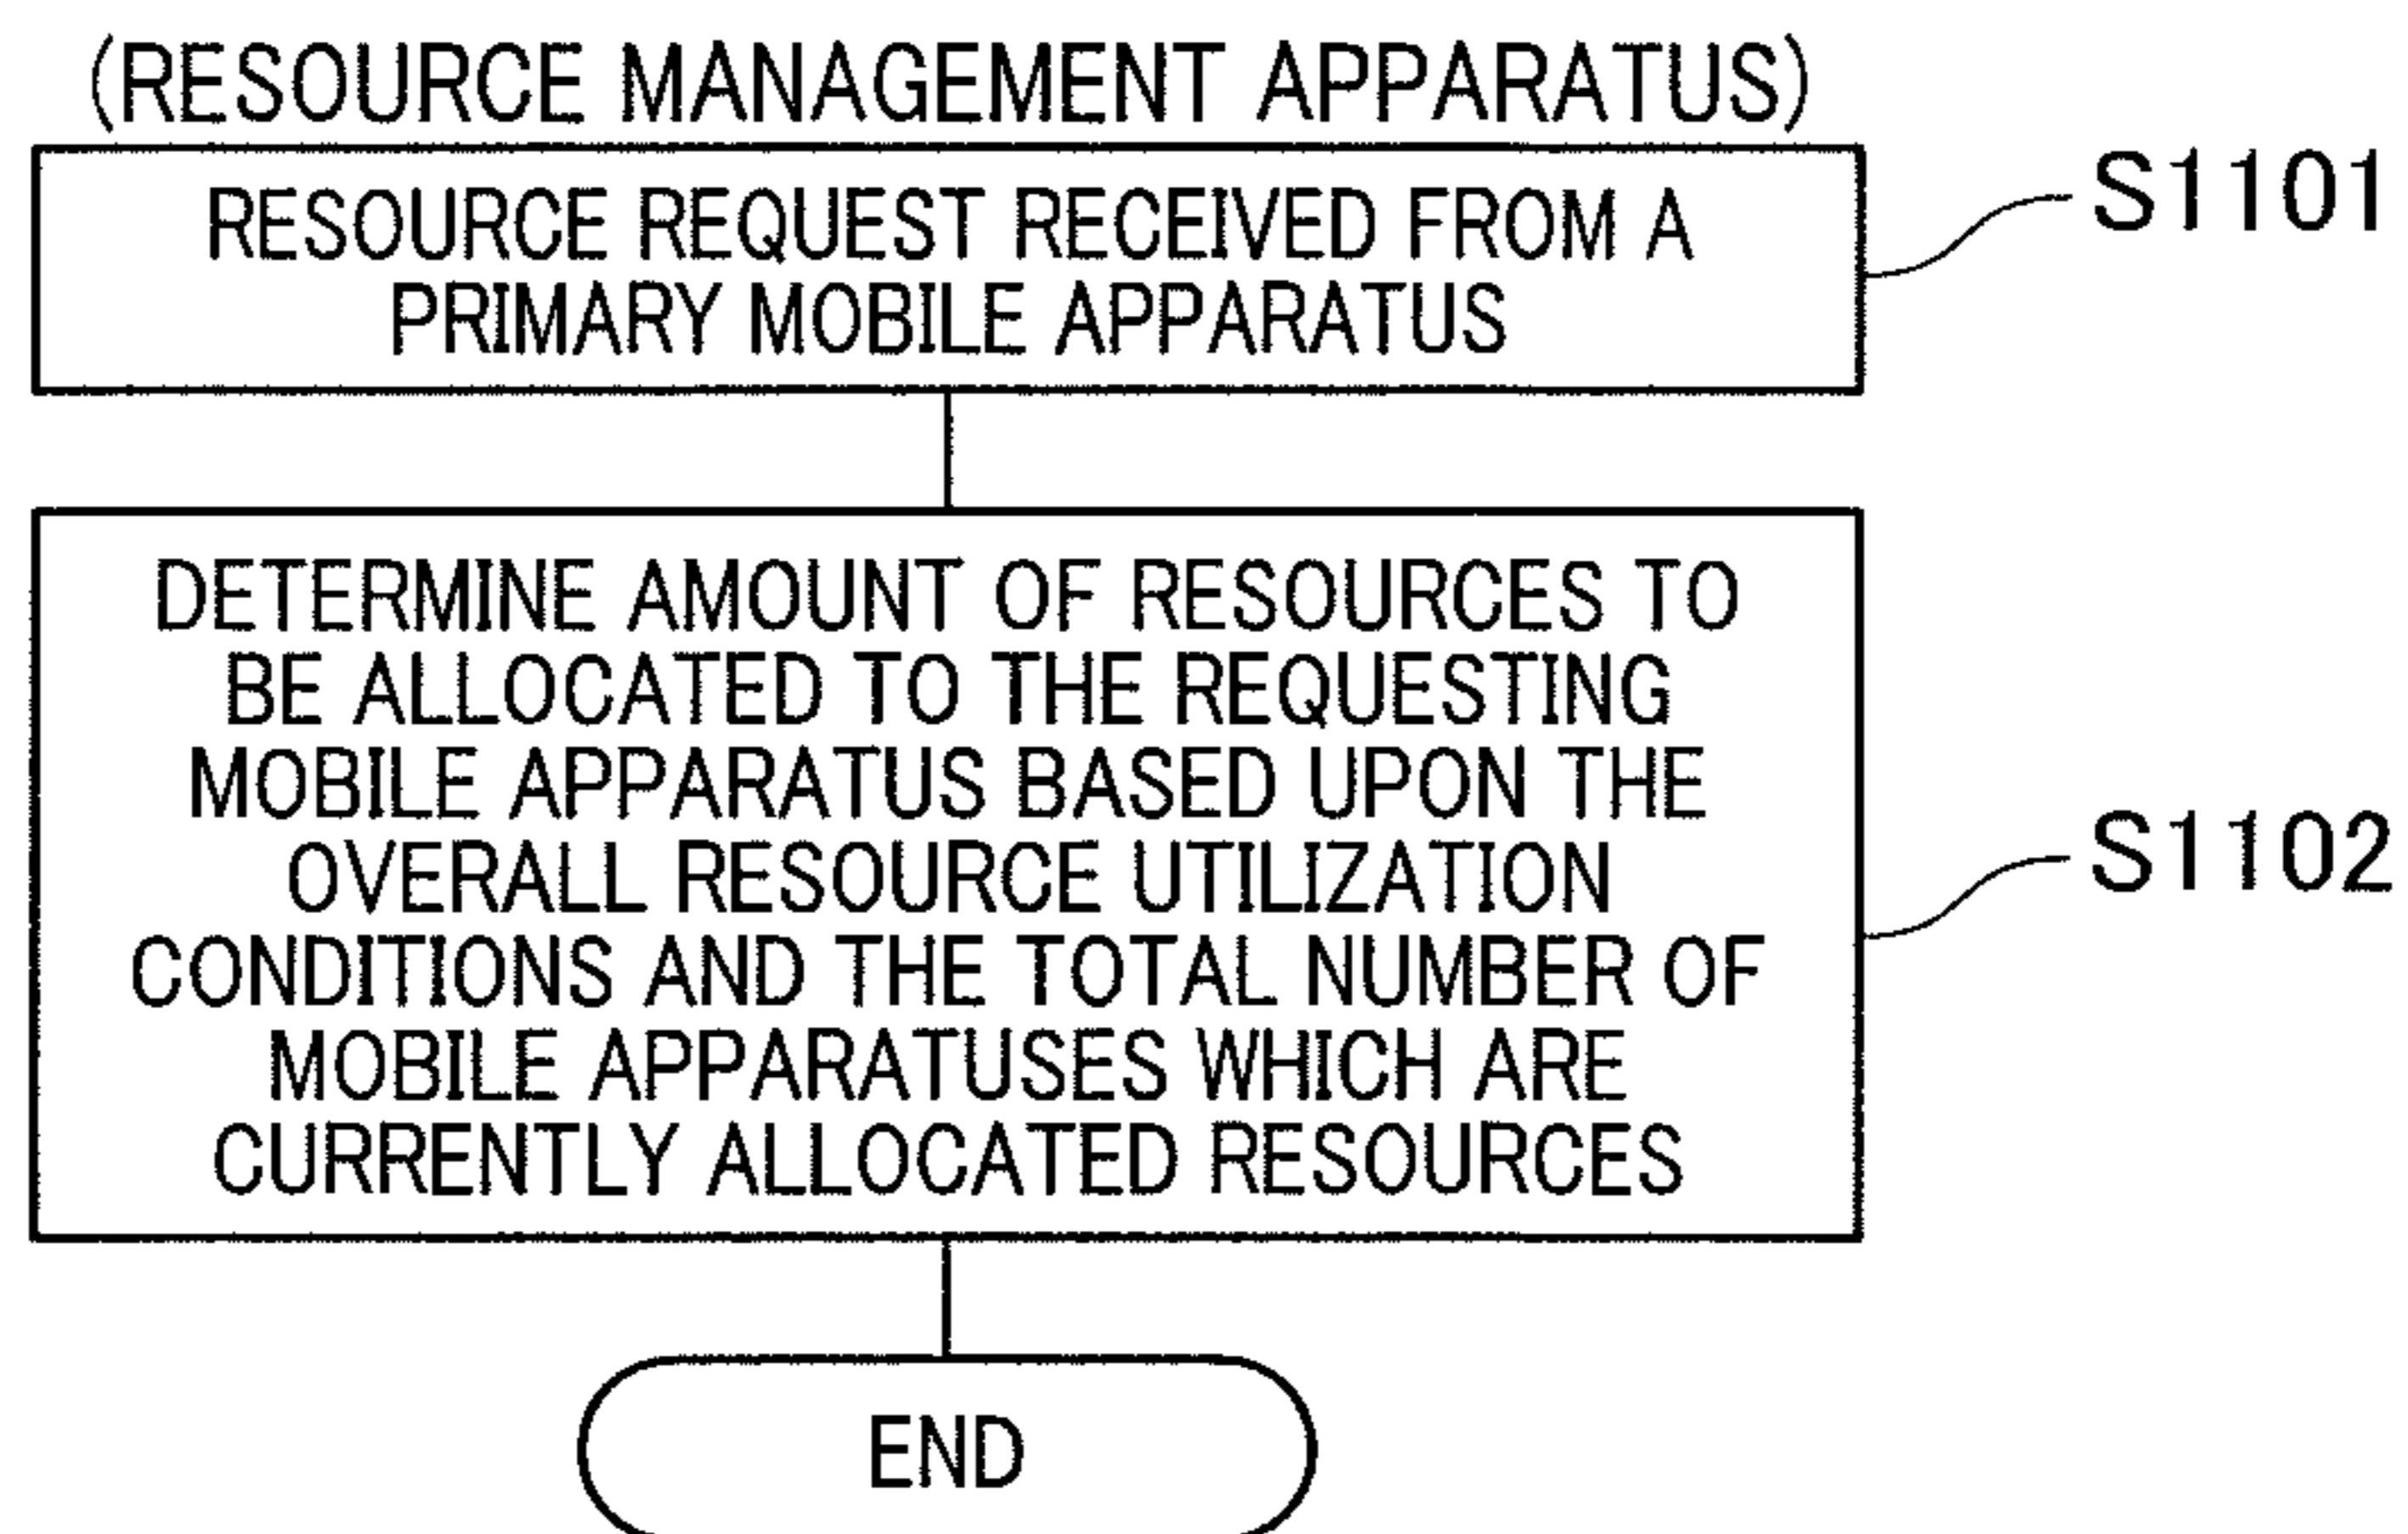 (RESOURCE MANAGEMENT APPARATUS)
RESOURCE REQUEST RECEIVED FROM A
PRIMARY MOBILE APPARATUS
S1101
DETERMINE AMOUNT OF RESOURCES TO
BE ALLOCATED TO THE REQUESTING
MOBILE APPARATUS BASED UPON THE
OVERALL RESOURCE UTILIZATION
CONDITIONS AND THE TOTAL NUMBER OF
MOBILE APPARATUSES WHICH ARE
CURRENTLY ALLOCATED RESOURCES
S1102
END